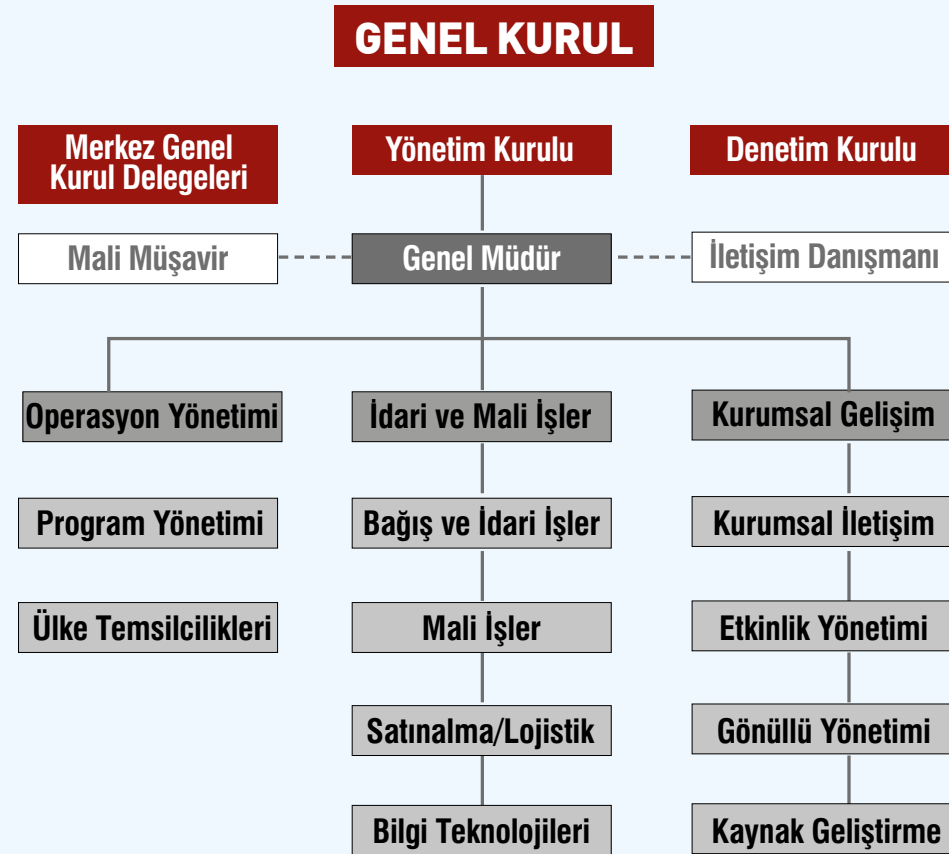 GENEL KURUL
Merkez Genel
Kurul Delegeleri
Yönetim Kurulu
Denetim Kurulu
Mali Müşavir
Genel Müdür
İletişim Danışmanı
Operasyon Yönetimi
İdari ve Mali İşler
Kurumsal Gelişim
Program Yönetimi
Bağış ve İdari İşler
Kurumsal İletişim
Ülke Temsilcilikleri
Mali İşler
Etkinlik Yönetimi
Satınalma/Lojistik
Gönüllü Yönetimi
Bilgi Teknolojileri
Kaynak Geliştirme